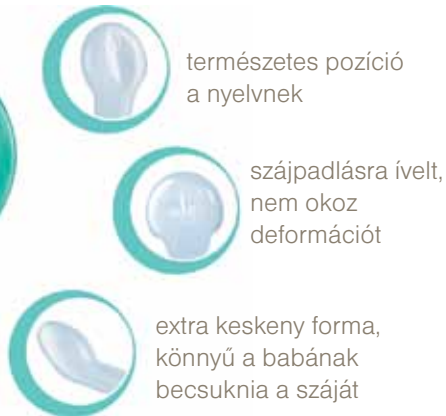 természetes pozíció
a nyelvnek
szájpadlásra ívelt,
nem okoz
deformációt
extra keskeny forma,
könnyű a babának
becsuknia a száját